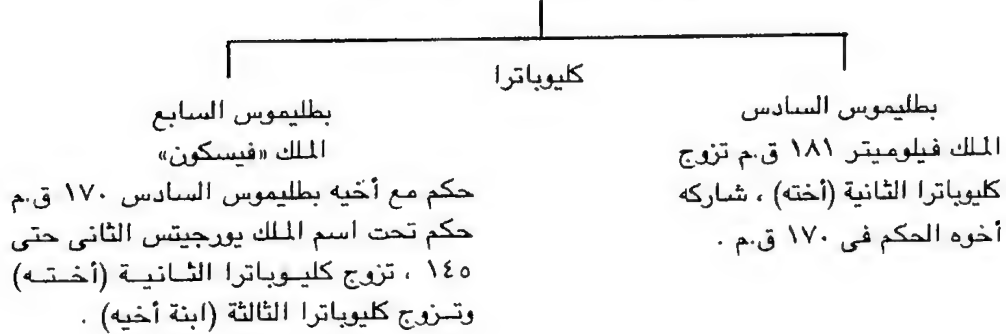 كليوباترا
بطليموس السادس
الملك فيلوميتر ١٨١ ق.م تزوج
كليوباترا الثانية (أخته) ، شاركه
أخوه الحكم فى ١٧٠ ق.م .
بطليموس السابع
الملك «فيسكون»
حكم مع أخيه بطليموس السادس ١٧٠ ق.م
حكم تحت اسم الملك يورجيتس الثانى حتى
١٤٥ ، تزوج كليوباترا الثانية (أخته)
وتزوج كليوباترا الثالثة (ابنة أخيه) .